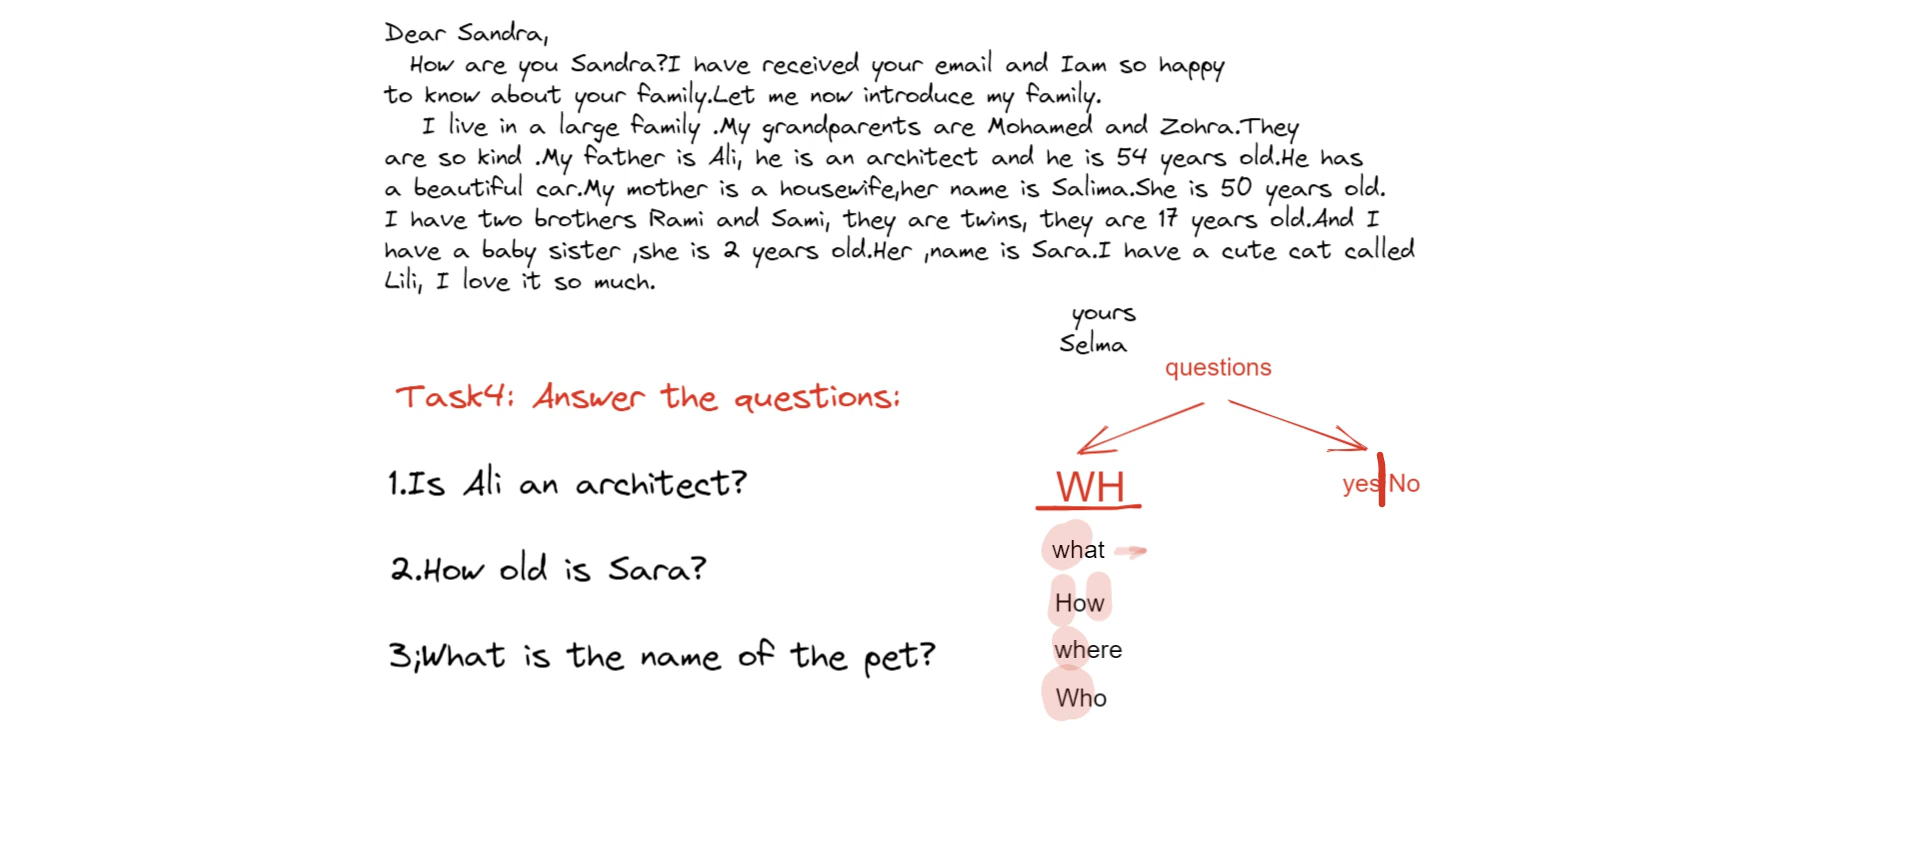 Dear Sandra,
How are you Sandra?I have received your email and Iam so happy
to know about your family.Let me now introduce my family.
I live in a large family .My grandparents are Mohamed and Zohra.They
are so kind .My father is Ali, he is an architect and he is 54 years old.He has
a beautiful car.My mother is a housewife,her name is Salima.She is 50 years old.
I have two brothers Rami and Sami, they are twins, they are 17 years old.And I
have a baby sister ,she is 2 years old.Her ,name is Sara.I have a cute cat called
Lili, I love it so much.
yours
Selma
Task4: Answer the questions:
1.Is Ali an architect?
2.How old is Sara?
3;What is the name of the pet?
questions
WH
yes No
what
How
where
Who